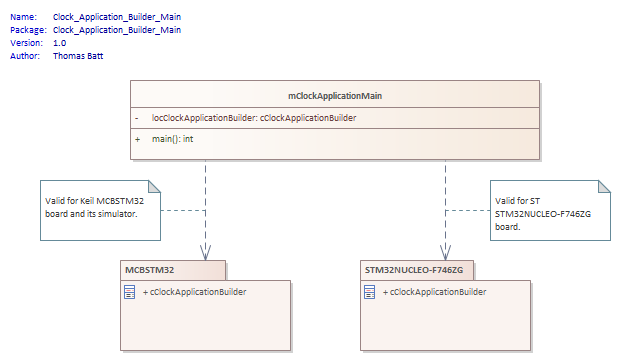 Name: Clock_Application_Builder_Main
Package: Clock_Application_Builder_Main
Version: 1.0
Author: Thomas Batt
mClockApplicationMain
- locClockApplicationBuilder: cClockApplicationBuilder
+ main(): int
Valid for Keil MCBSTM32
board and its simulator.
Valid for ST
STM32NUCLEO-F746ZG
board.
MCBSTM32
+ cClockApplicationBuilder
STM32NUCLEO-F746ZG
+ cClockApplicationBuilder